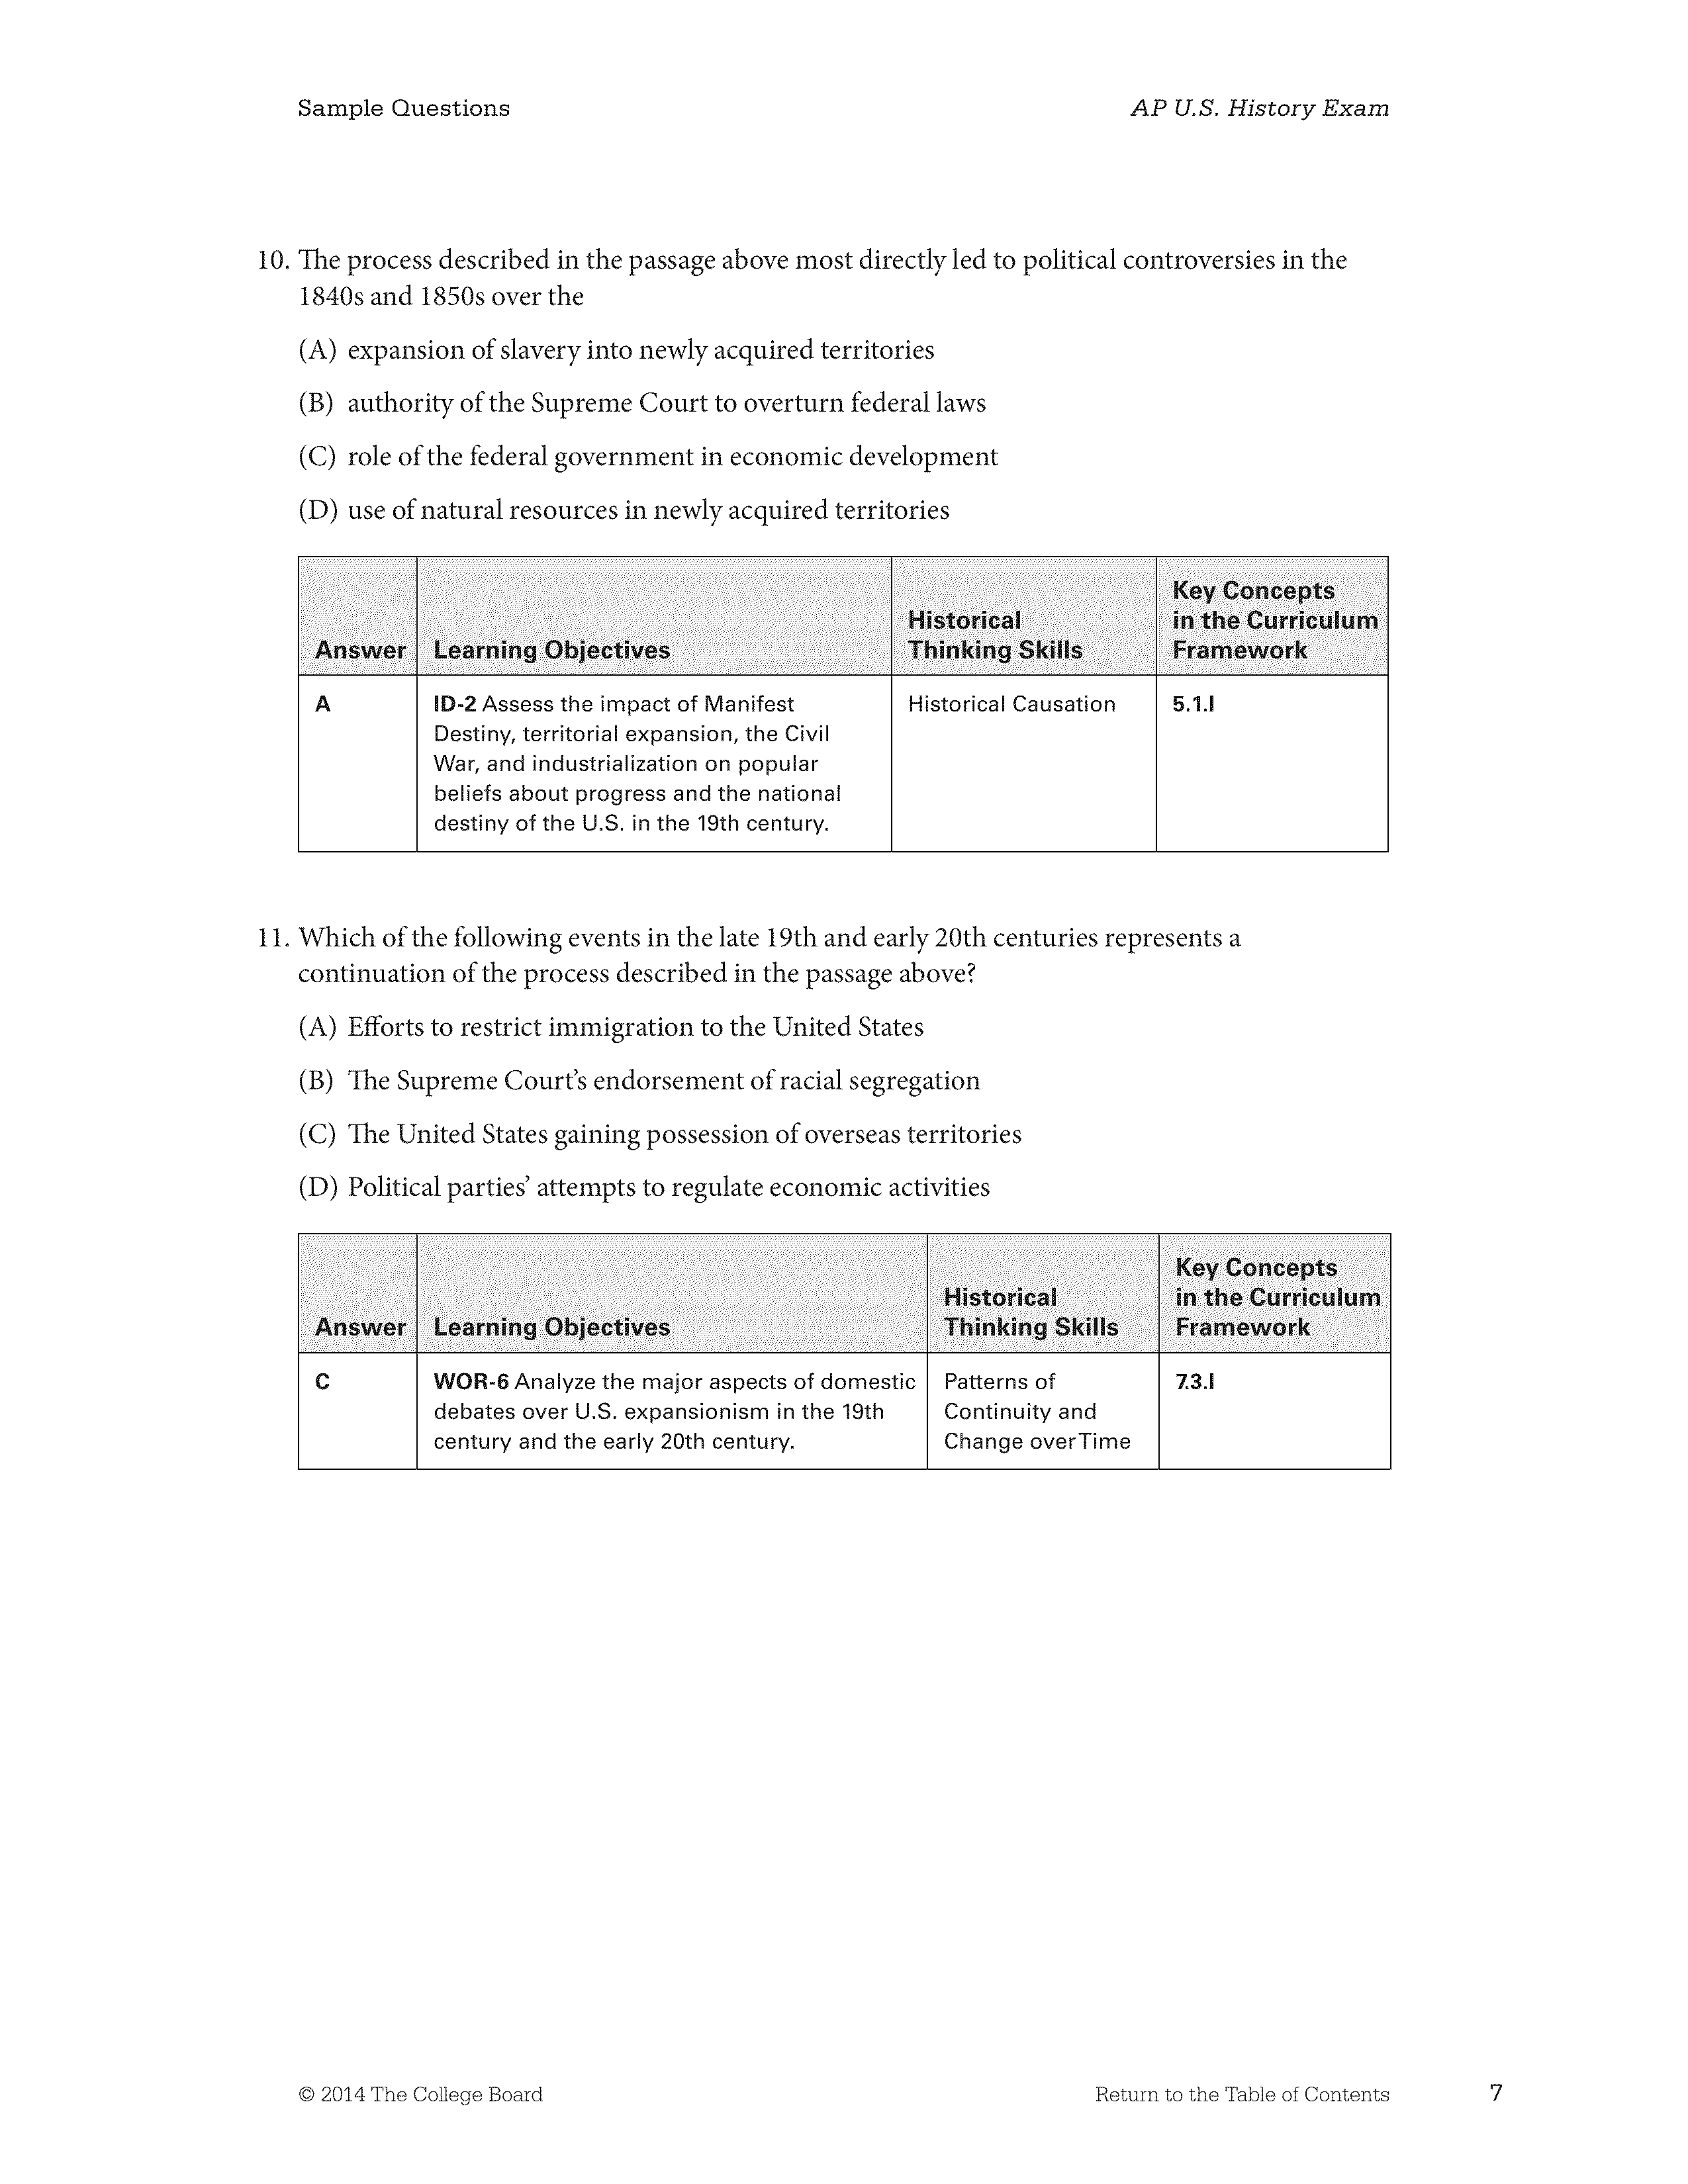 Sample Questions
AP U.S. History Exam
10. The process described in the passage above most directly led to political controversies in the
1840s and 1850s over the
(A) expansion of slavery into newly acquired territories
(B) authority of the Supreme Court to overturn federal laws
(C) role of the federal government in economic development
(D) use of natural resources in newly acquired territories
Answer
Learning Objectives
Historical
Thinking Skills
Key Concepts
in the Curriculum
Framework
A
ID-2 Assess the impact of Manifest
Destiny, territorial expansion, the Civil
War, and industrialization on popular
beliefs about progress and the national
destiny of the U.S. in the 19th century.
Historical Causation
5.1.I
11. Which of the following events in the late 19th and early 20th centuries represents a
continuation of the process described in the passage above?
(A) Efforts to restrict immigration to the United States
(B) The Supreme Court’s endorsement of racial segregation
(C) The United States gaining possession of overseas territories
(D) Political parties’ attempts to regulate economic activities
Answer
Learning Objectives
Historical
Thinking Skills
Key Concepts
in the Curriculum
Framework
C
WOR-6 Analyze the major aspects of domestic
debates over U.S. expansionism in the 19th
century and the early 20th century.
Patterns of
Continuity and
Change over Time
7.3.I
© 2014 The College Board
Return to the Table of Contents
7